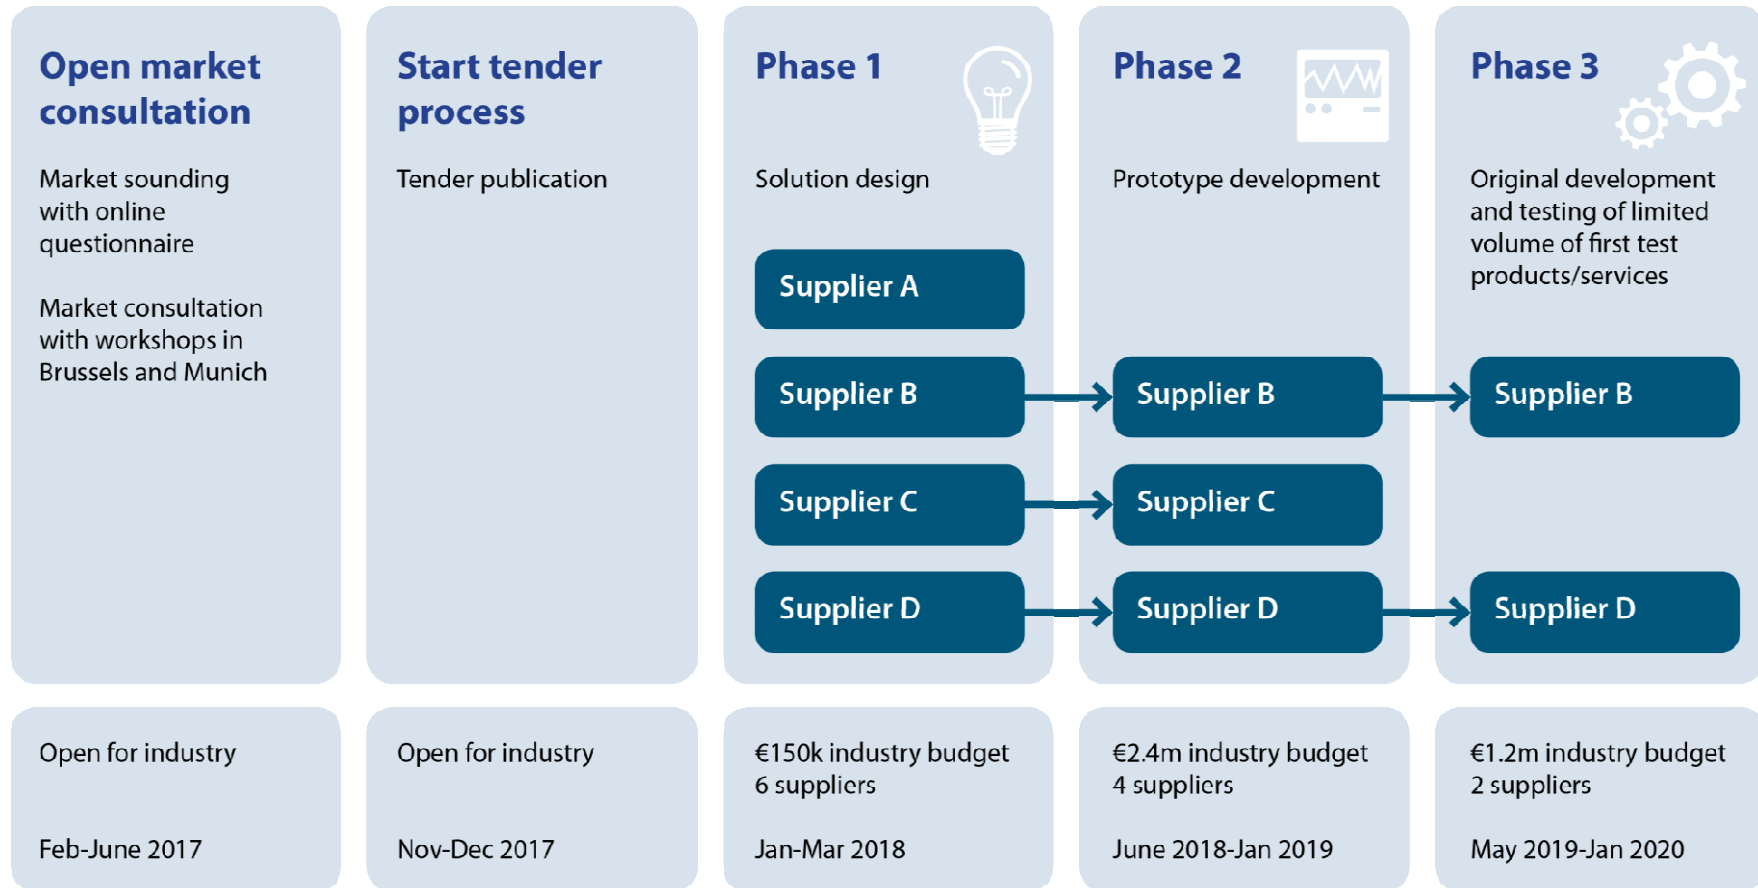 Open market
consultation
Market sounding
with online
questionnaire
Market consultation
with workshops in
Brussels and Munich
Open for industry
Feb-June 2017
Start tender
process
Tender publication
Open for industry
Nov-Dec 2017
Phase 1
Solution design
Supplier A
Supplier B
Supplier C
Supplier D
€150k industry budget
6 suppliers
Jan-Mar 2018
Phase 2
Prototype development
Supplier B
Supplier C
Supplier D
€2.4m industry budget
4 suppliers
June 2018-Jan 2019
Phase 3
Original development
and testing of limited
volume of first test
products/services
Supplier B
Supplier D
€1.2m industry budget
2 suppliers
May 2019-Jan 2020